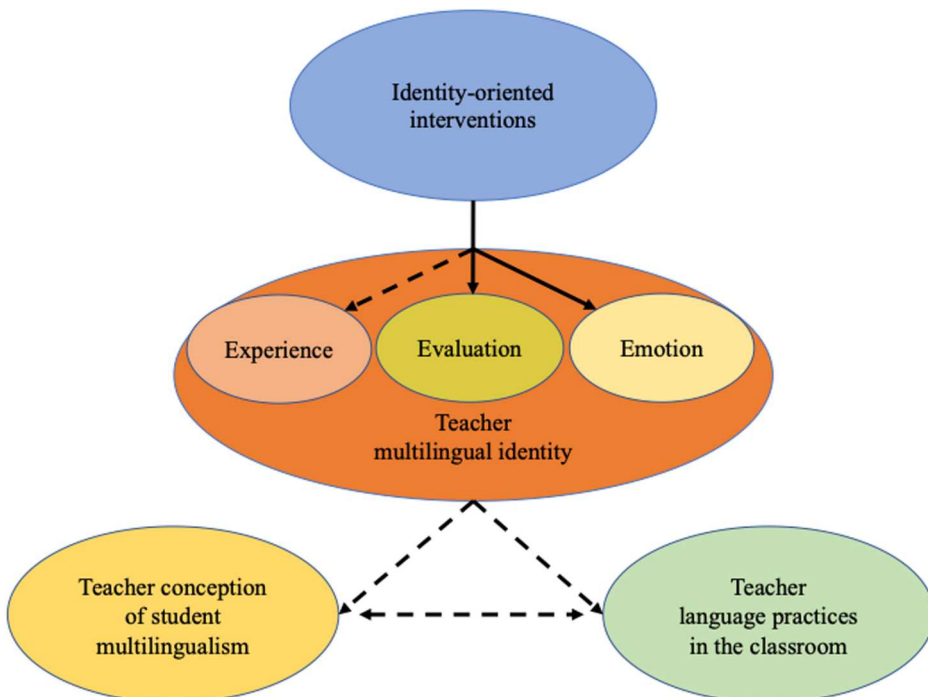 Identity-oriented
interventions
Experience
Evaluation
Emotion
Teacher
multilingual identity
Teacher conception
of student
multilingualism
Teacher
language practices
in the classroom